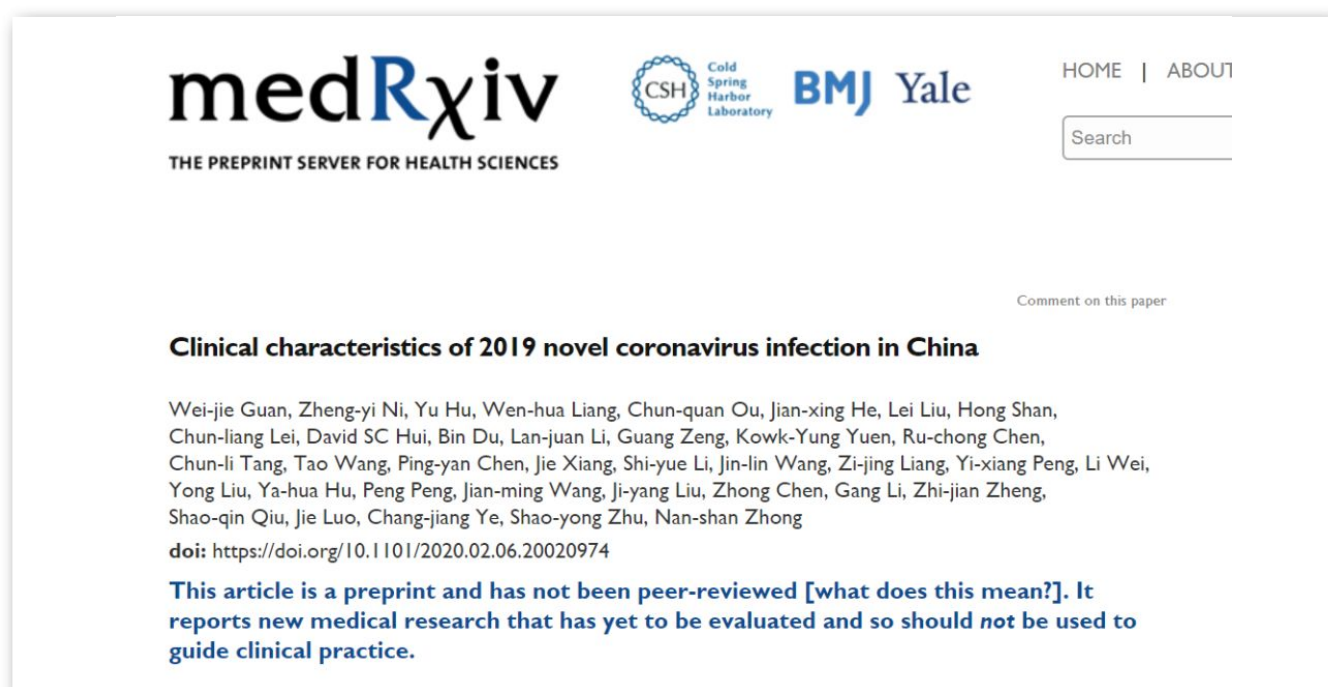 medRχiv
THE PREPRINT SERVER FOR HEALTH SCIENCES
CSH
Cold
Spring
Harbor
Laboratory
BMJ Yale
HOME | ABOUT
Search
Comment on this paper
Clinical characteristics of 2019 novel coronavirus infection in China
Wei-jie Guan, Zheng-yi Ni, Yu Hu, Wen-hua Liang, Chun-quan Ou, Jian-xing He, Lei Liu, Hong Shan,
Chun-liang Lei, David SC Hui, Bin Du, Lan-juan Li, Guang Zeng, Kowk-Yung Yuen, Ru-chong Chen,
Chun-li Tang, Tao Wang, Ping-yan Chen, Jie Xiang, Shi-yue Li, Jin-lin Wang, Zi-jing Liang, Yi-xiang Peng, Li Wei,
Yong Liu, Ya-hua Hu, Peng Peng, Jian-ming Wang, Ji-yang Liu, Zhong Chen, Gang Li, Zhi-jian Zheng,
Shao-qin Qiu, Jie Luo, Chang-jiang Ye, Shao-yong Zhu, Nan-shan Zhong
doi: https://doi.org/10.1101/2020.02.06.20020974
This article is a preprint and has not been peer-reviewed [what does this mean?]. It
reports new medical research that has yet to be evaluated and so should not be used to
guide clinical practice.